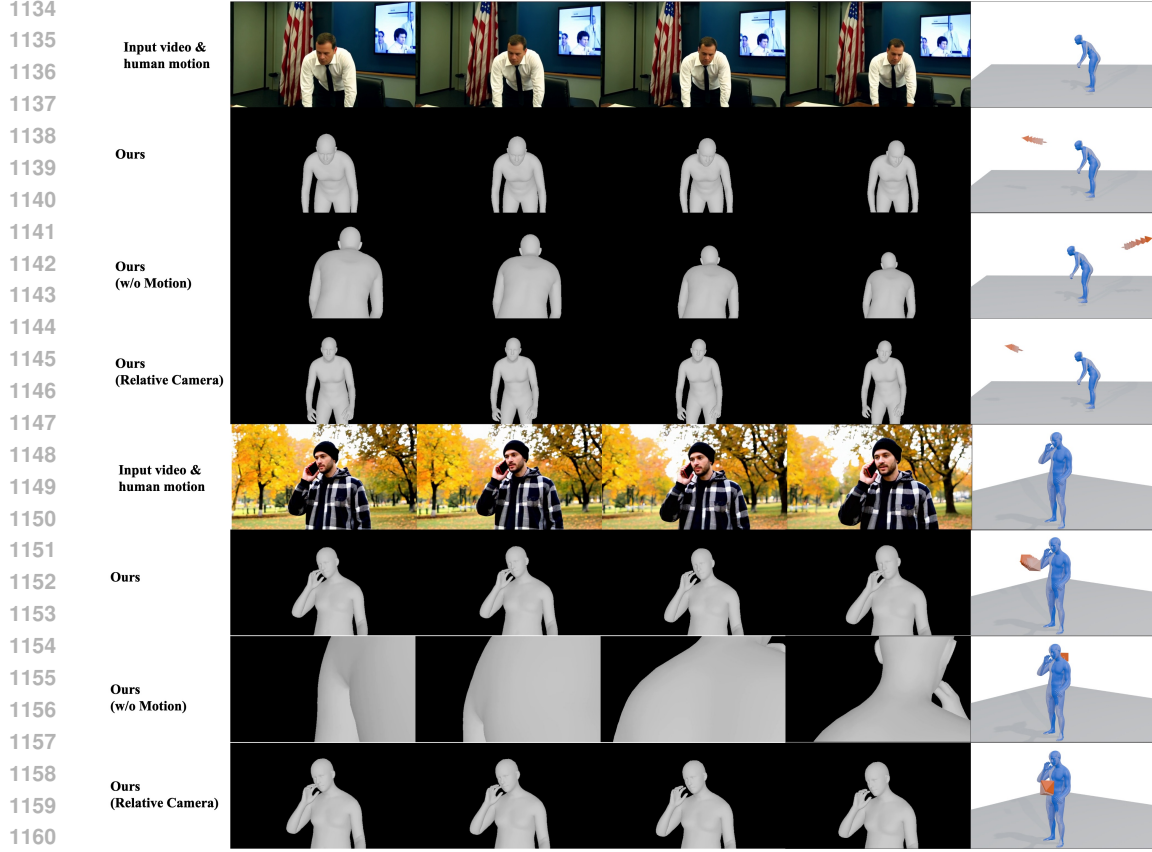 1134
1135
Input video &
human motion
1136
1137
1138
Ours
1139
1140
1141
1142
Ours
(w/o Motion)
1143
1144
1145
Ours
(Relative Camera)
1146
1147
1148
Input video &
human motion
1149
1150
1151
Ours
1152
1153
1154
1155
Ours
(w/o Motion)
1156
1157
1158
Ours
(Relative Camera)
1159
1160